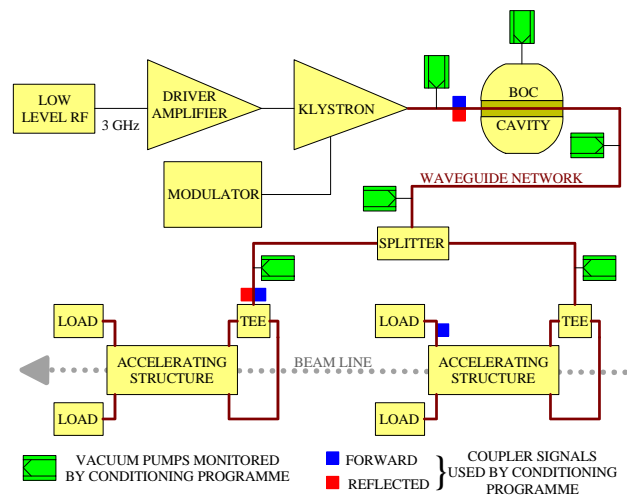 LOW
LEVEL RF
3 GHz
DRIVER
AMPLIFIER
KLYSTRON
BOC
CAVITY
MODULATOR
WAVEGUIDE NETWORK
SPLITTER
LOAD
TEE
LOAD
TEE
ACCELERATING
STRUCTURE
BEAM LINE
ACCELERATING
STRUCTURE
LOAD
LOAD
VACUUM PUMPS MONITORED
BY CONDITIONING PROGRAMME
FORWARD
REFLECTED
COUPLER SIGNALS
USED BY CONDITIONING
PROGRAMME